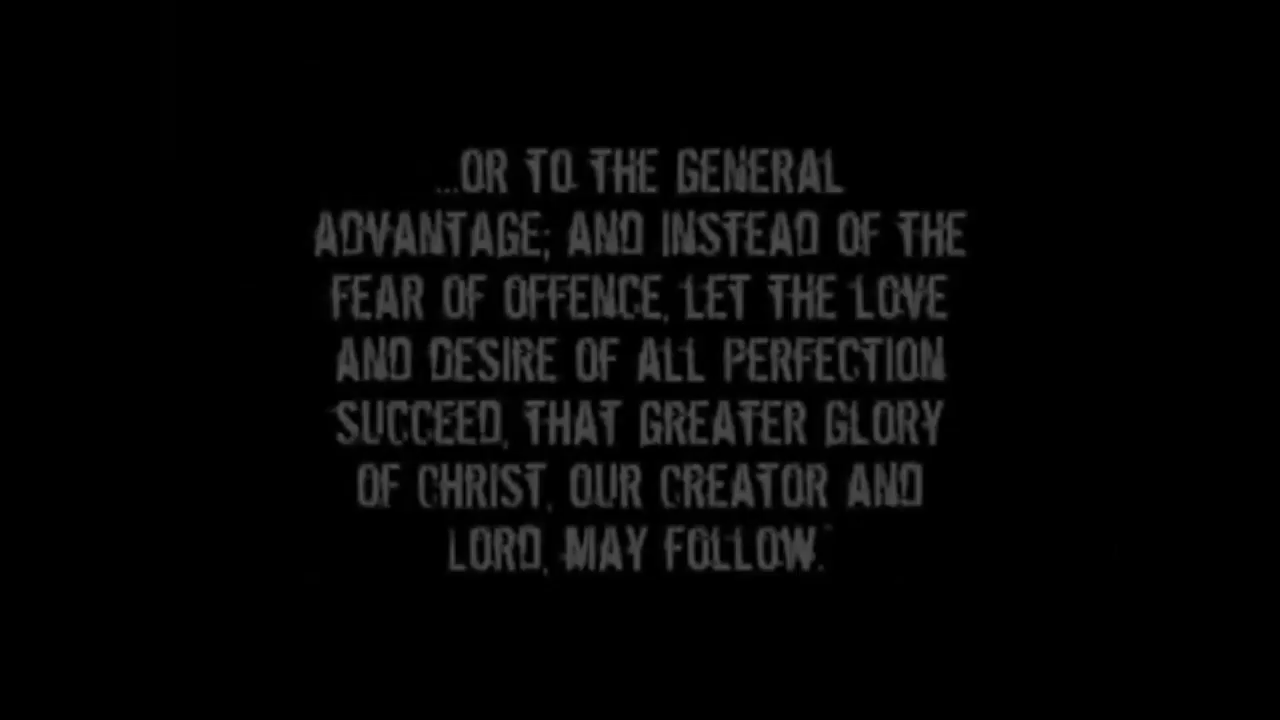 ...OR TO THE GENERAL
ADVANTAGE; AND INSTEAD OF THE
FEAR OF OFFENCE, LET THE LOVE
AND DESIRE OF ALL PERFECTION
SUCCEED, THAT GREATER GLORY
OF CHRIST, OUR CREATOR AND
LORD, MAY FOLLOW."